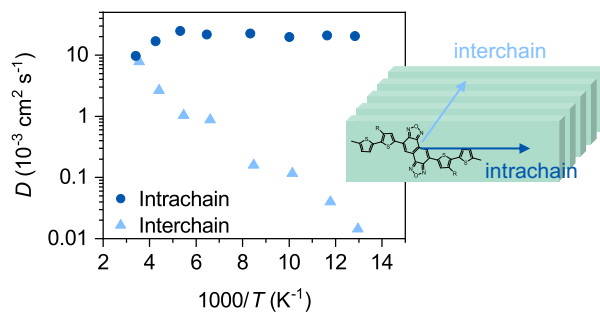 10
1
0.1
0.01
D (10⁻³ cm² s⁻¹)
Intrachain
Interchain
2 4 6 8 10 12 14
1000/T (K⁻¹)
interchain
R
N O N
S S S S
N O N
R
intrachain